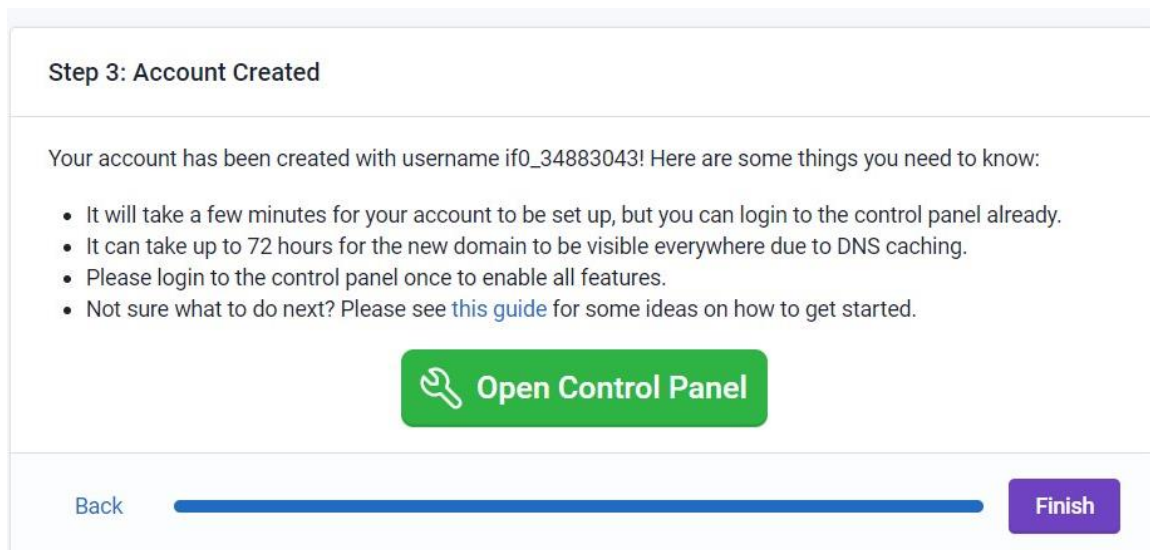 Step 3: Account Created
Your account has been created with username if0_34883043! Here are some things you need to know:
It will take a few minutes for your account to be set up, but you can login to the control panel already.
It can take up to 72 hours for the new domain to be visible everywhere due to DNS caching.
Please login to the control panel once to enable all features.
Not sure what to do next? Please see this guide for some ideas on how to get started.
Open Control Panel
Back
Finish